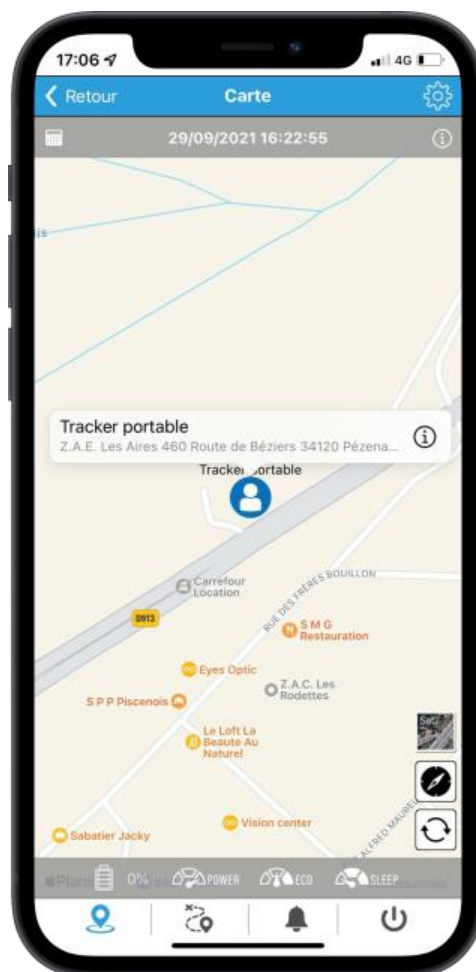 17:06
4G
Retour
Carte
29/09/2021 16:22:55
is
Tracker portable
Z.A.E. Les Aires 460 Route de Béziers 34120 Pézena...
Carrefour
Location
D913
RUE DES FRÈRES BOUILLON
S M G
Restauration
Eyes Optic
Z.A.C. Les
Rodettes
S P P Piscenois
Le Loft La
Beaute Au
Naturel
Vision center
Sabatier Jacky
0%
POWER
ECO
SLEEP